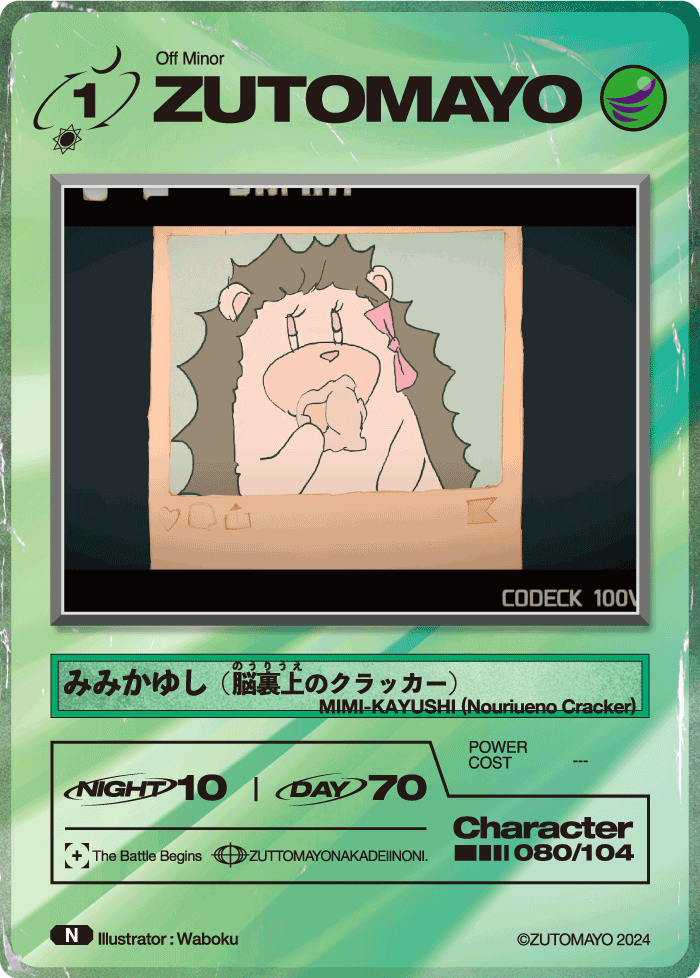 Off Minor
1
ZUTOMAYO
CODECK 100V
のうりうえ
みみかゆし（脳裏上のクラッカー）
MIMI-KAYUSHI (Nouriueno Cracker)
NIGHT 10 | DAY 70
POWER
COST ---
The Battle Begins ZUTTOMAYONAKADEIINONI.
Character
080/104
N Illustrator : Waboku
©ZUTOMAYO 2024